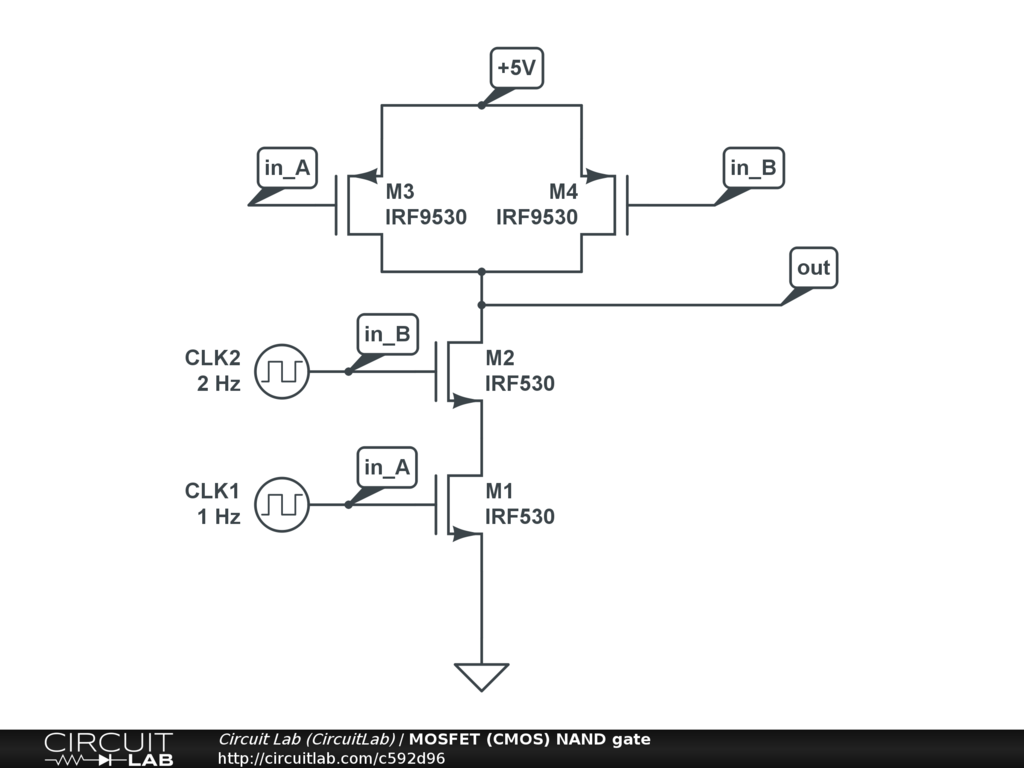 +5V
in_A
in_B
M3
IRF9530
M4
IRF9530
out
in_B
CLK2
2 Hz
M2
IRF530
in_A
CLK1
1 Hz
M1
IRF530
CIRCUIT
LAB
Circuit Lab (CircuitLab) / MOSFET (CMOS) NAND gate
http://circuitlab.com/c592d96